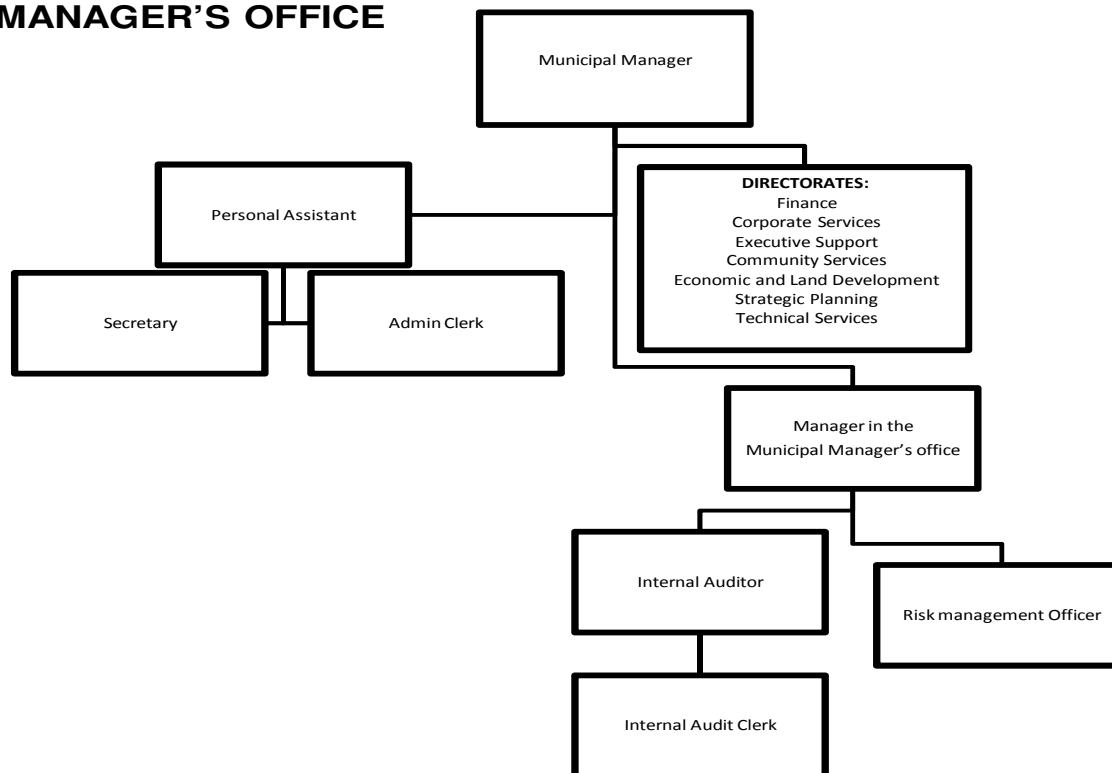 MANAGER’S OFFICE
Municipal Manager
Personal Assistant
DIRECTORATES:
Finance
Corporate Services
Executive Support
Community Services
Economic and Land Development
Strategic Planning
Technical Services
Secretary
Admin Clerk
Manager in the
Municipal Manager’s office
Internal Auditor
Risk management Officer
Internal Audit Clerk